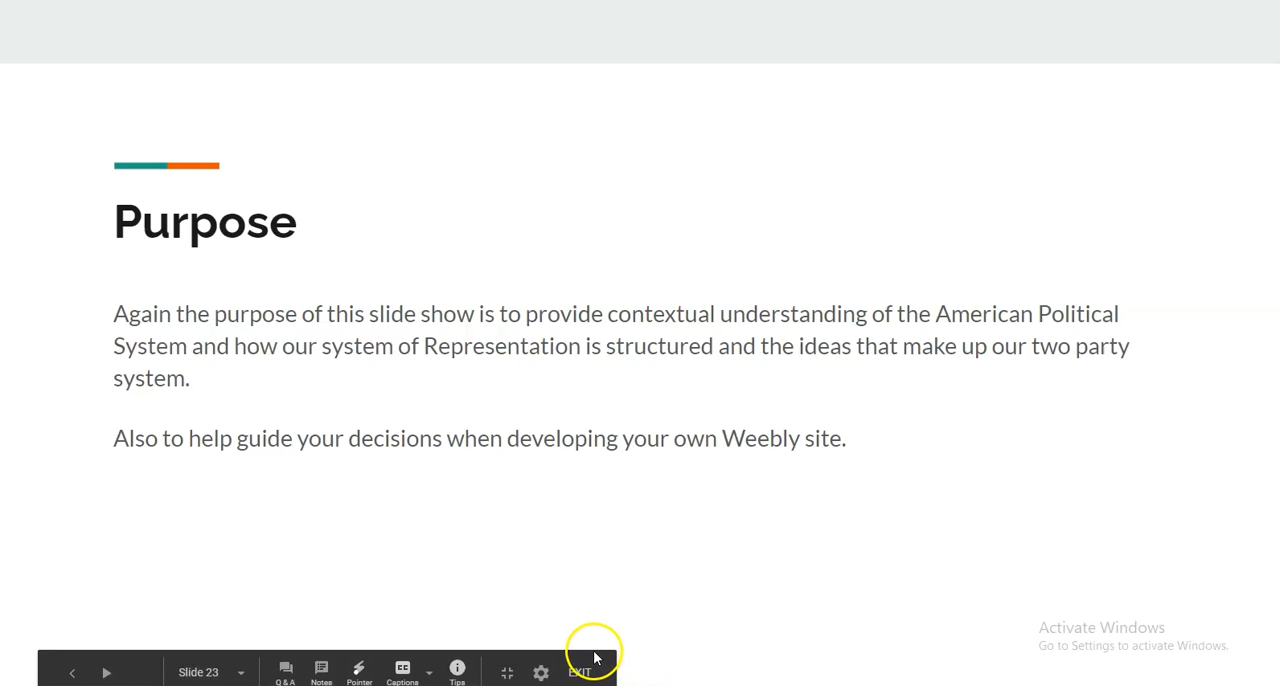 Purpose
Again the purpose of this slide show is to provide contextual understanding of the American Political
System and how our system of Representation is structured and the ideas that make up our two party
system.
Also to help guide your decisions when developing your own Weebly site.
Activate Windows
Go to Settings to activate Windows.
Slide 23
Q & A
Notes
Pointer
CC
Captions
Tips
EXIT